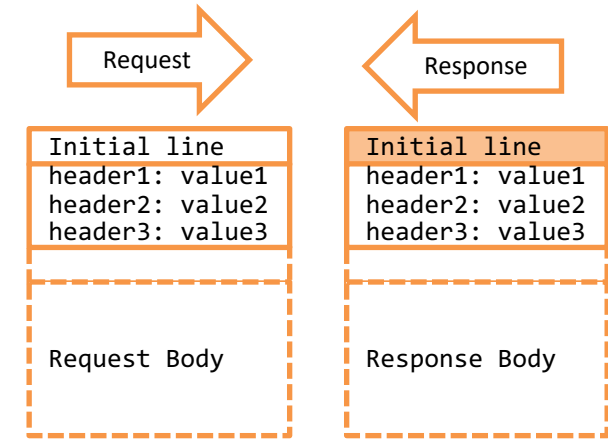 Request
Response
Initial line
header1: value1
header2: value2
header3: value3
Request Body
Initial line
header1: value1
header2: value2
header3: value3
Response Body